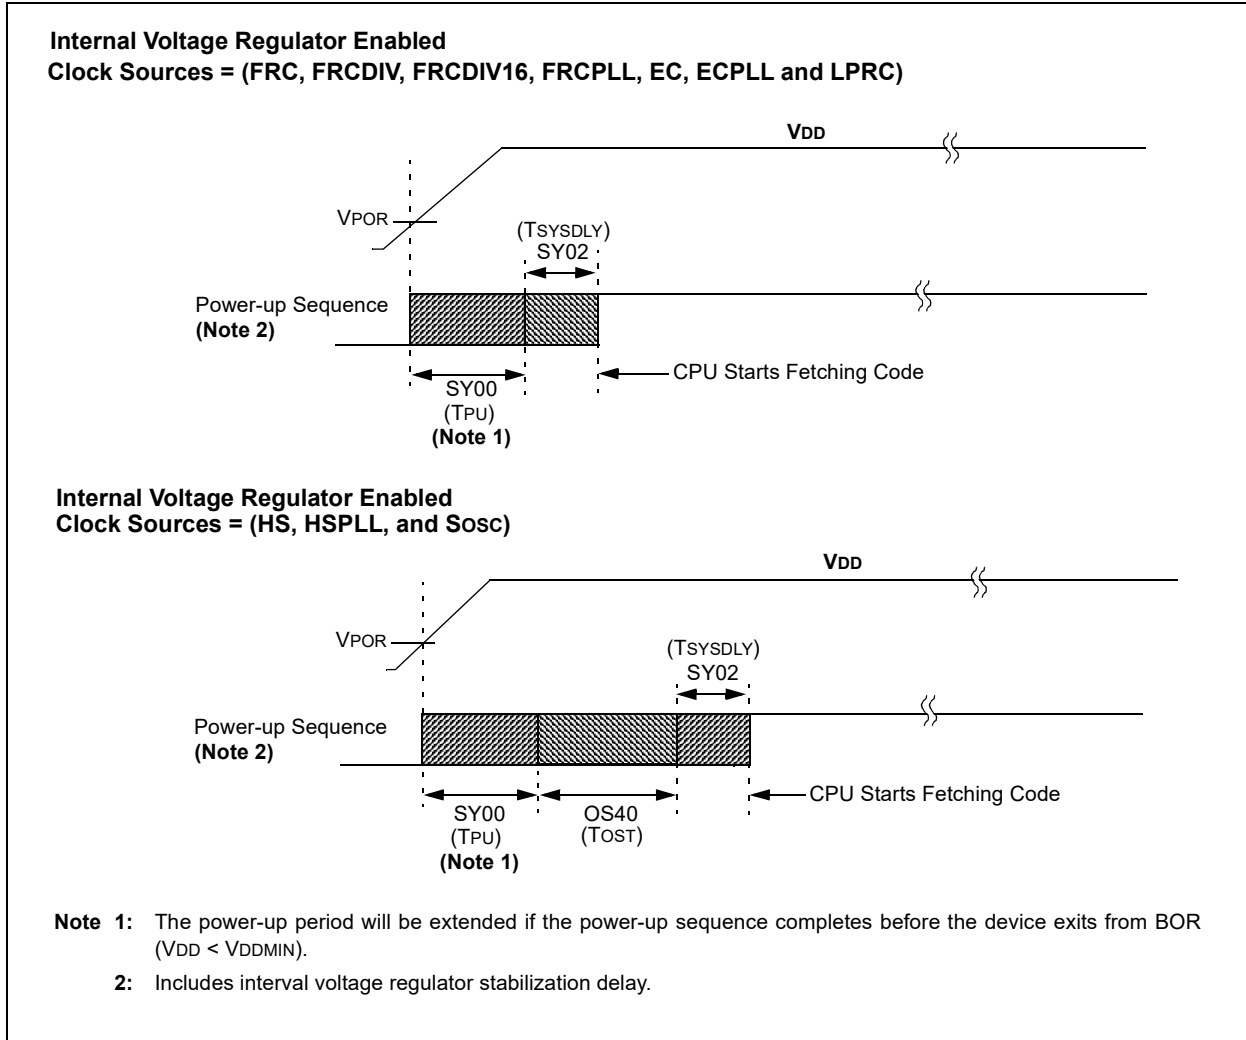 Internal Voltage Regulator Enabled
Clock Sources = (FRC, FRCDIV, FRCDIV16, FRCPLL, EC, ECPLL and LPRC)
VDD
VPOR
(TSYSDLY)
SY02
Power-up Sequence
(Note 2)
CPU Starts Fetching Code
SY00
(TPU)
(Note 1)
Internal Voltage Regulator Enabled
Clock Sources = (HS, HSPLL, and SOSC)
VDD
VPOR
(TSYSDLY)
SY02
Power-up Sequence
(Note 2)
CPU Starts Fetching Code
SY00
(TPU)
(Note 1)
OS40
(TOST)
Note 1: The power-up period will be extended if the power-up sequence completes before the device exits from BOR
(VDD < VDDMIN).
2: Includes interval voltage regulator stabilization delay.